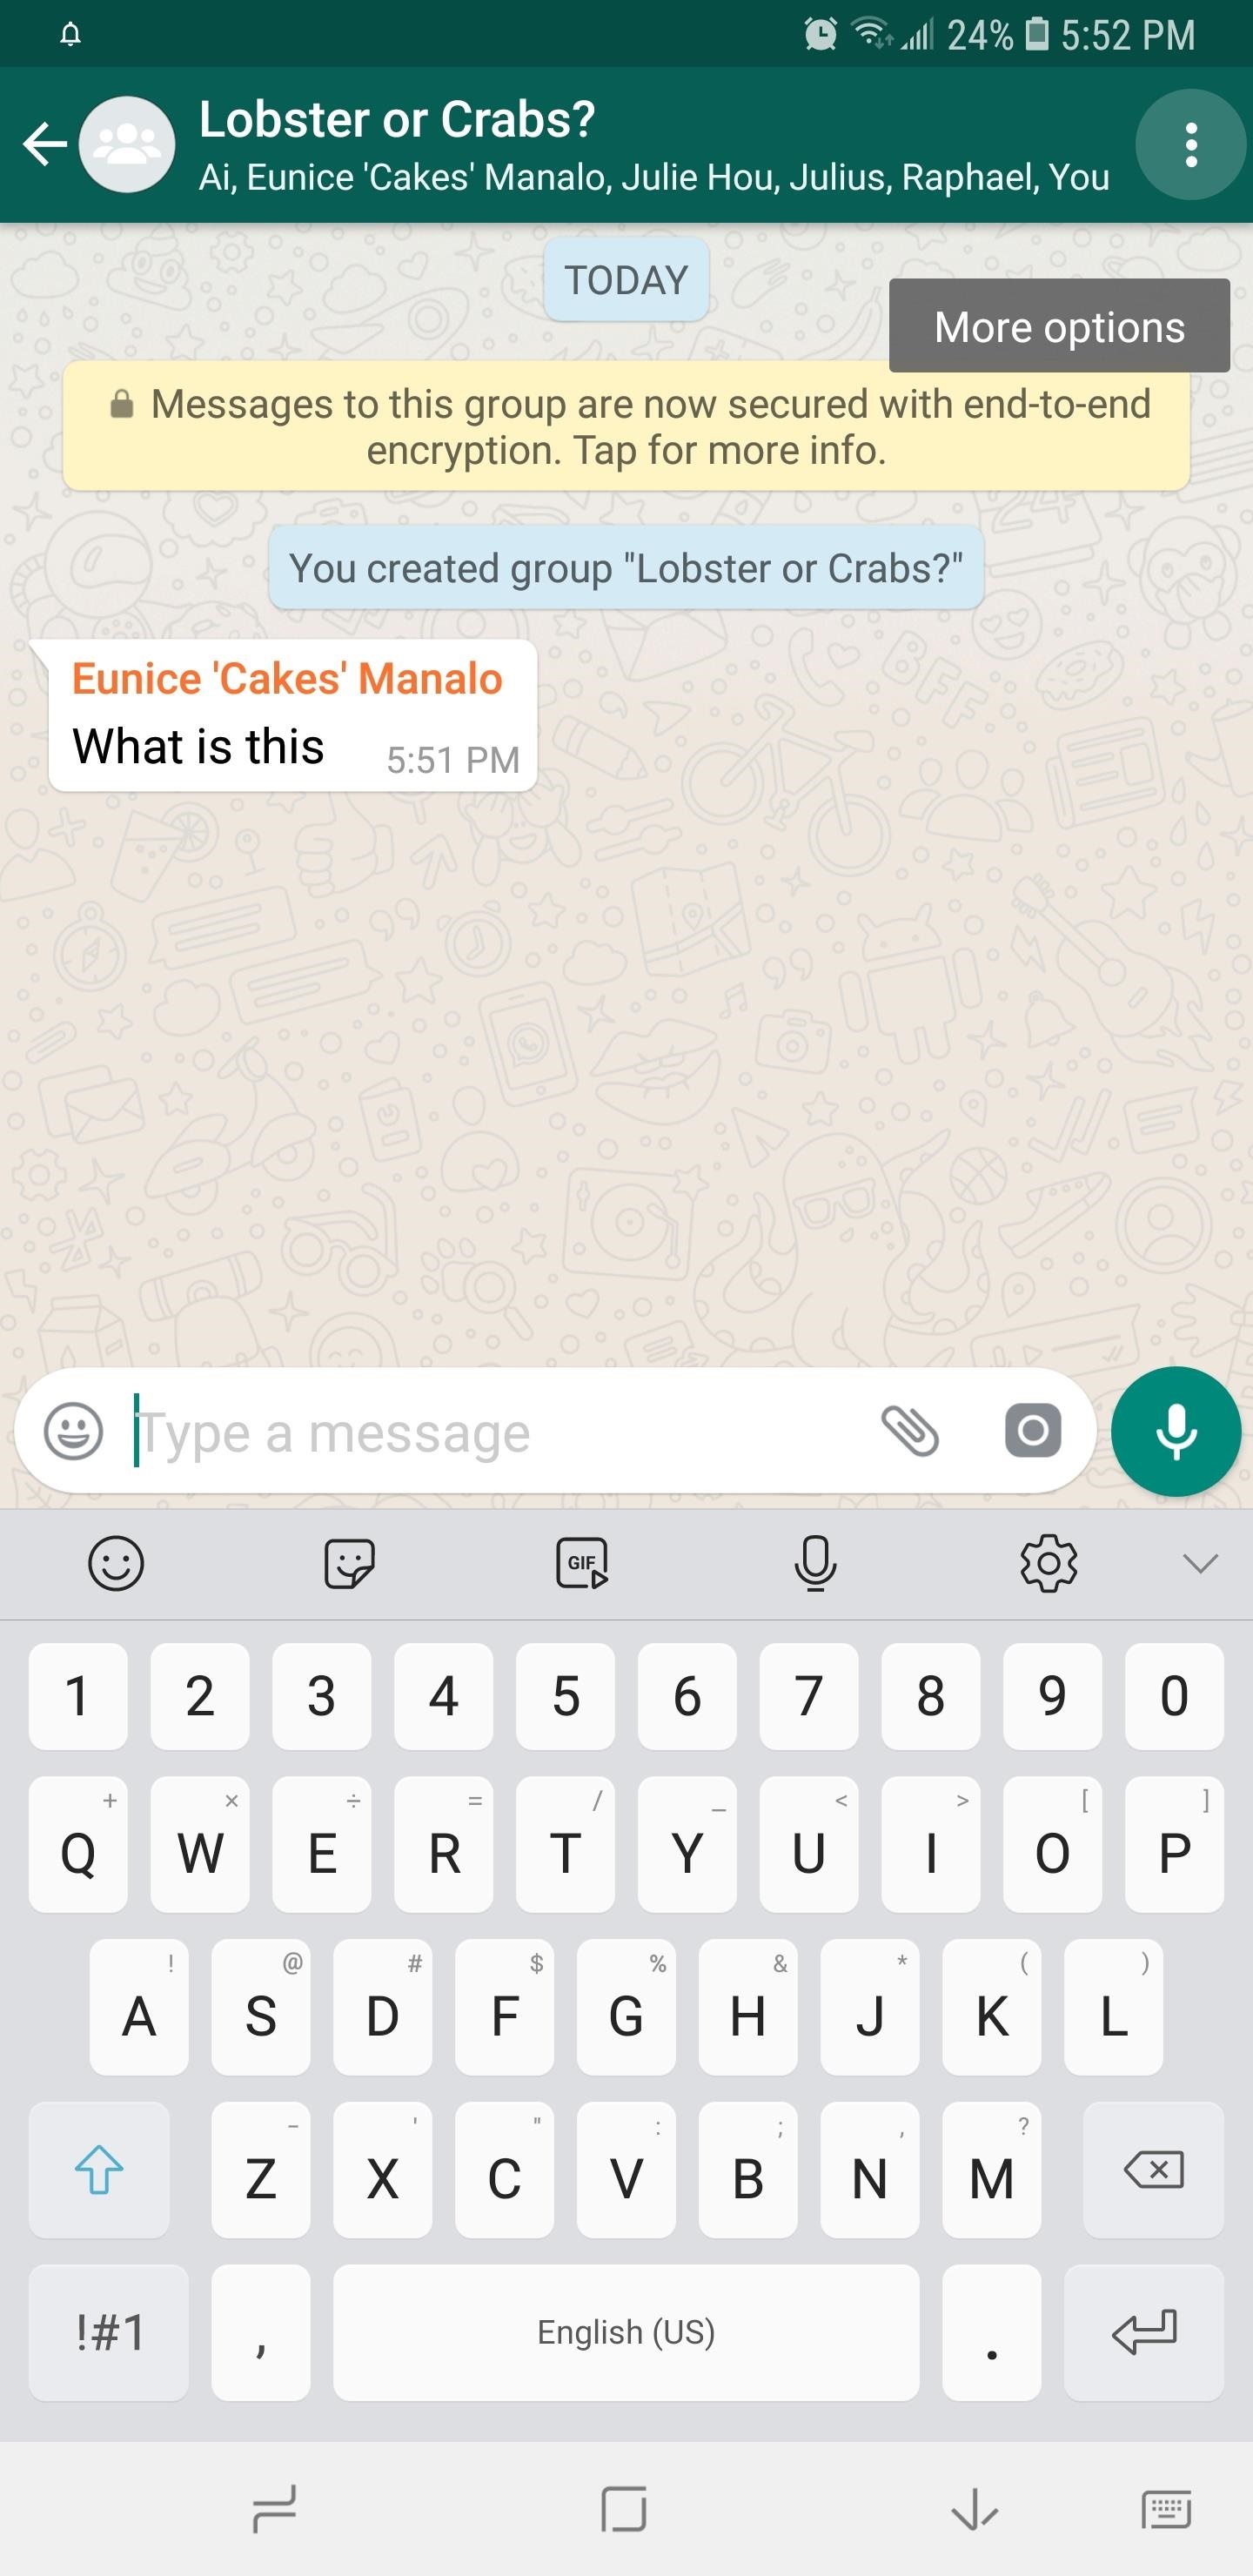 24% 5:52 PM
Lobster or Crabs?
Ai, Eunice 'Cakes' Manalo, Julie Hou, Julius, Raphael, You
TODAY
More options
Messages to this group are now secured with end-to-end
encryption. Tap for more info.
You created group "Lobster or Crabs?"
Eunice 'Cakes' Manalo
What is this 5:51 PM
Type a message
GIF
1 2 3 4 5 6 7 8 9 0
+ × ÷ = / _ < > [ ]
Q W E R T Y U I O P
! @ # $ % & * ( )
A S D F G H J K L
- ' " : ; , ?
Z X C V B N M
!#1 , English (US) .